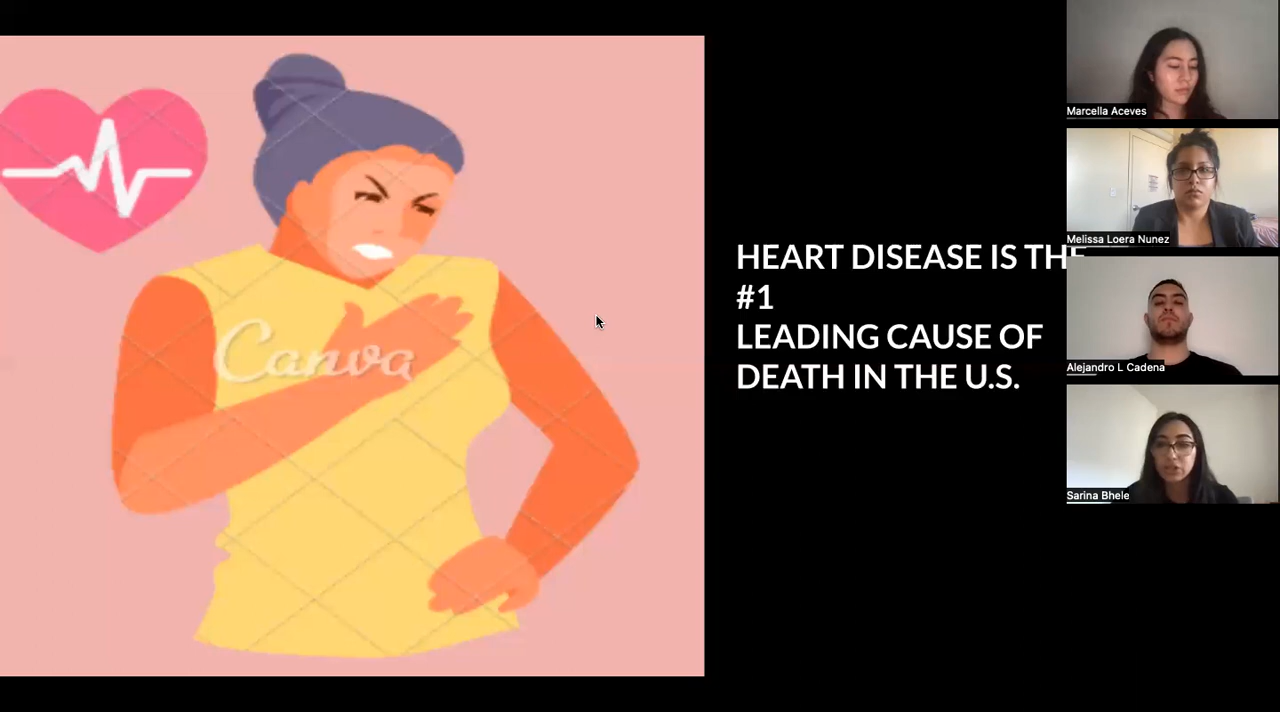 Canva
HEART DISEASE IS THE
#1
LEADING CAUSE OF
DEATH IN THE U.S.
Marcella Aceves
Melissa Loera Nunez
Alejandro L Cadena
Sarina Bhele